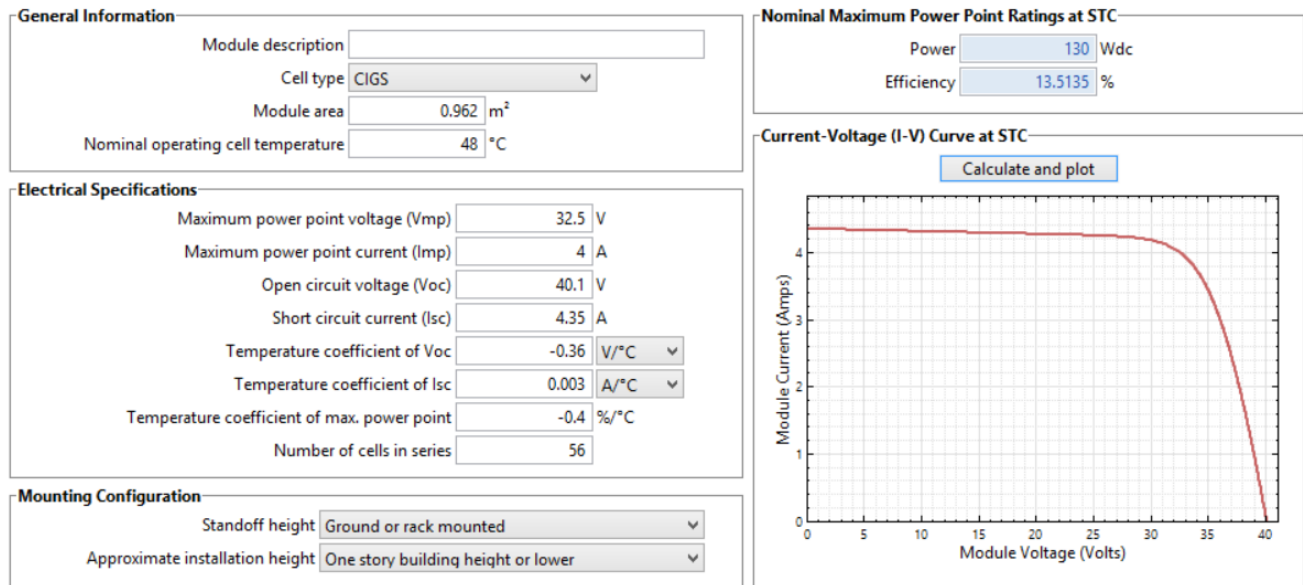 General Information
Module description
Cell type CIGS
Module area 0.962 m²
Nominal operating cell temperature 48 °C
Electrical Specifications
Maximum power point voltage (Vmp) 32.5 V
Maximum power point current (Imp) 4 A
Open circuit voltage (Voc) 40.1 V
Short circuit current (Isc) 4.35 A
Temperature coefficient of Voc -0.36 V/°C
Temperature coefficient of Isc 0.003 A/°C
Temperature coefficient of max. power point -0.4 %/°C
Number of cells in series 56
Mounting Configuration
Standoff height Ground or rack mounted
Approximate installation height One story building height or lower
Nominal Maximum Power Point Ratings at STC
Power 130 Wdc
Efficiency 13.5135 %
Current-Voltage (I-V) Curve at STC
Calculate and plot
Module Current (Amps)
4
3
2
1
0
0 5 10 15 20 25 30 35 40
Module Voltage (Volts)